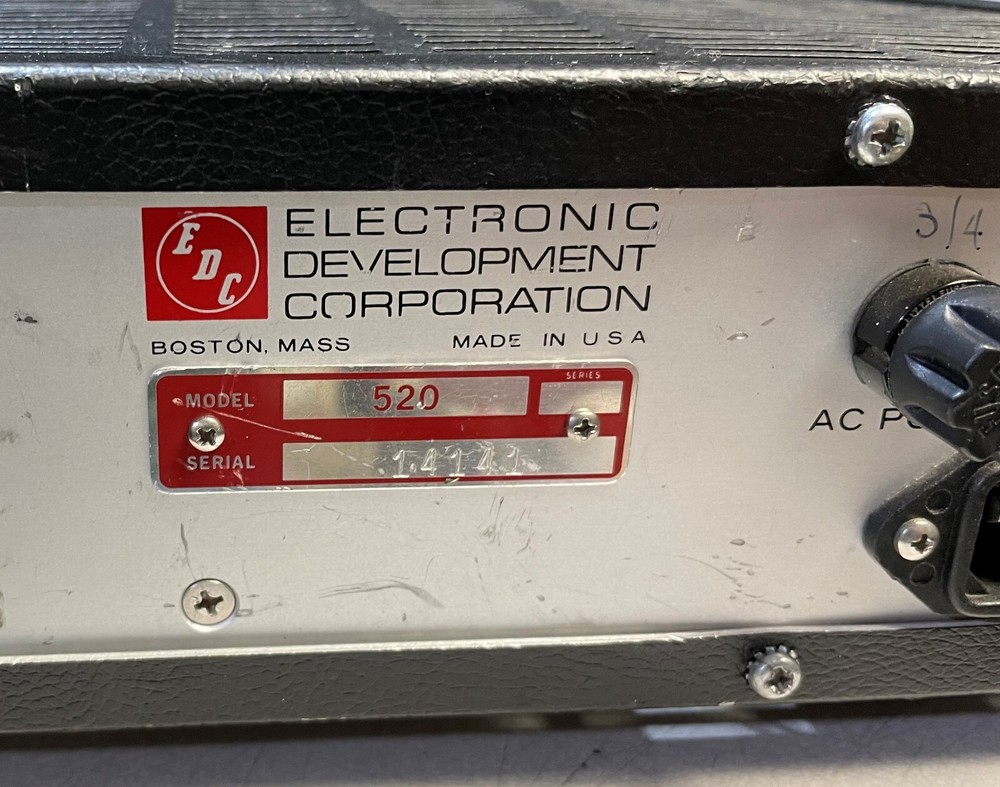 EDC
ELECTRONIC
DEVELOPMENT
CORPORATION
BOSTON, MASS MADE IN USA
MODEL 520 SERIES
SERIAL 14141
3/4
AC